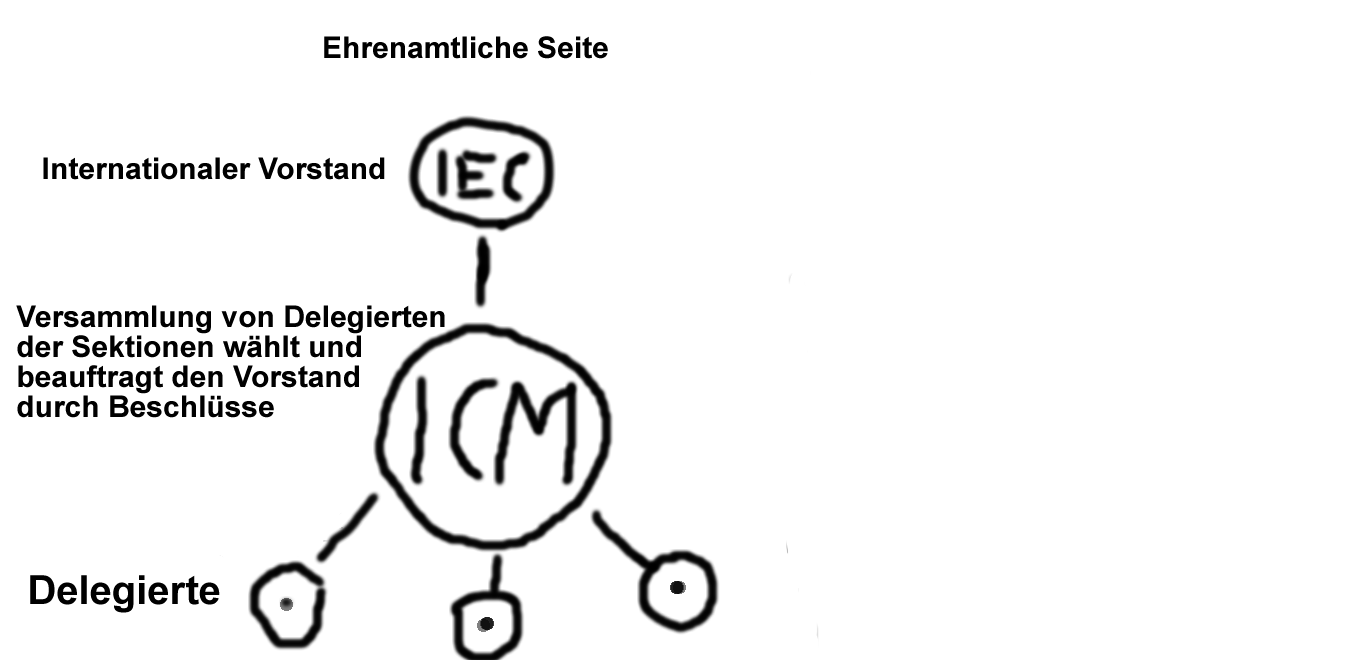 Ehrenamtliche Seite
Internationaler Vorstand
IEC
Versammlung von Delegierten
der Sektionen wählt und
beauftragt den Vorstand
durch Beschlüsse
ICM
Delegierte